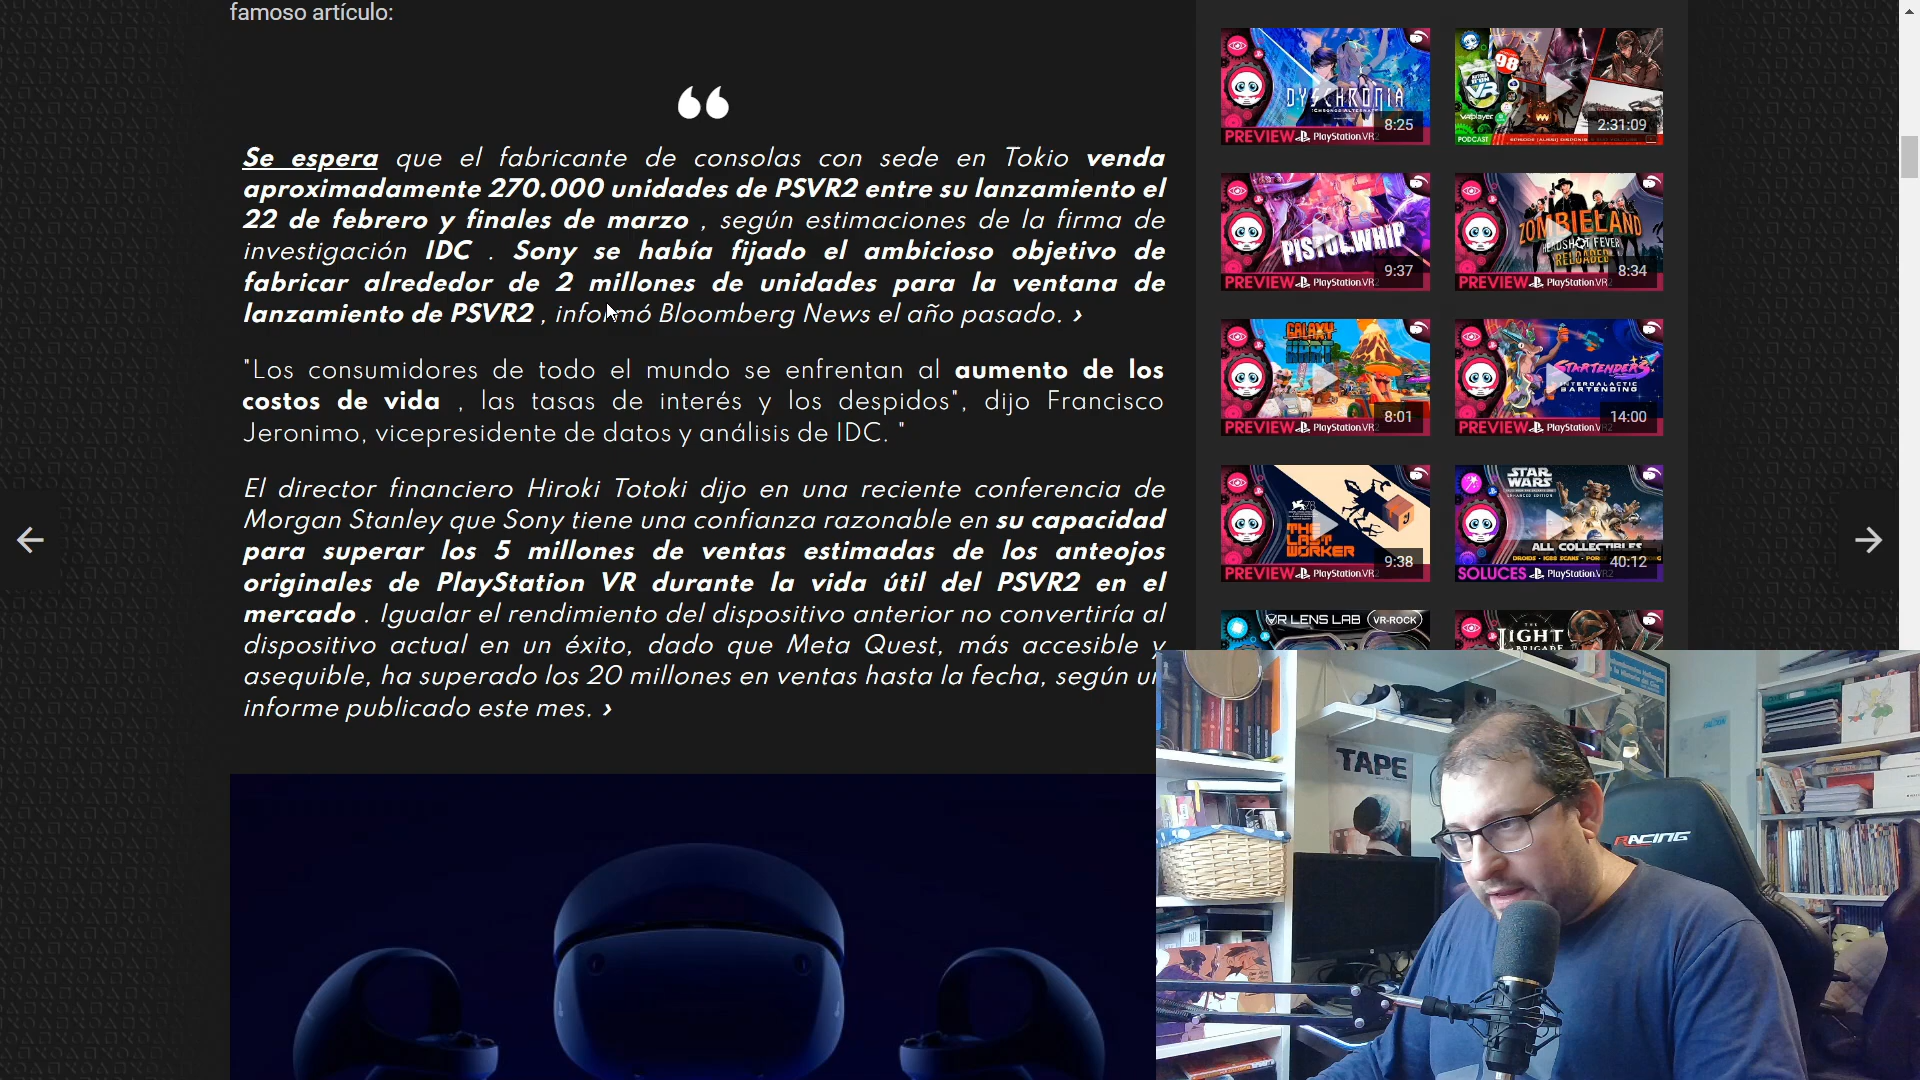 famoso artículo:
Se espera que el fabricante de consolas con sede en Tokio venda
aproximadamente 270.000 unidades de PSVR2 entre su lanzamiento el
22 de febrero y finales de marzo , según estimaciones de la firma de
investigación IDC . Sony se había fijado el ambicioso objetivo de
fabricar alrededor de 2 millones de unidades para la ventana de
lanzamiento de PSVR2 , informó Bloomberg News el año pasado. ›
"Los consumidores de todo el mundo se enfrentan al aumento de los
costos de vida , las tasas de interés y los despidos", dijo Francisco
Jeronimo, vicepresidente de datos y análisis de IDC. "
El director financiero Hiroki Totoki dijo en una reciente conferencia de
Morgan Stanley que Sony tiene una confianza razonable en su capacidad
para superar los 5 millones de ventas estimadas de los anteojos
originales de PlayStation VR durante la vida útil del PSVR2 en el
mercado . Igualar el rendimiento del dispositivo anterior no convertiría al
dispositivo actual en un éxito, dado que Meta Quest, más accesible y
asequible, ha superado los 20 millones en ventas hasta la fecha, según un
informe publicado este mes. ›
DYSCHRONIA
8:25
PREVIEW PlayStation.VR2
98
VR
2:31:09
PODCAST
PISTOL WHIP
9:37
PREVIEW PlayStation.VR2
ZOMBIELAND
HEADSHOT FEVER
RELOADED
8:34
PREVIEW PlayStation.VR2
GALAXY
8:01
PREVIEW PlayStation.VR2
STARTENDERS
INTERGALACTIC
BARTENDING
14:00
PREVIEW PlayStation.VR2
THE
LAST
WORKER
9:38
PREVIEW PlayStation.VR2
STAR
WARS
ALL COLLECTIBLES
40:12
SOLUCES PlayStation.VR2
VR LENS LAB
VR-ROCK
THE
LIGHT
BRIGADE
TAPE
RACING